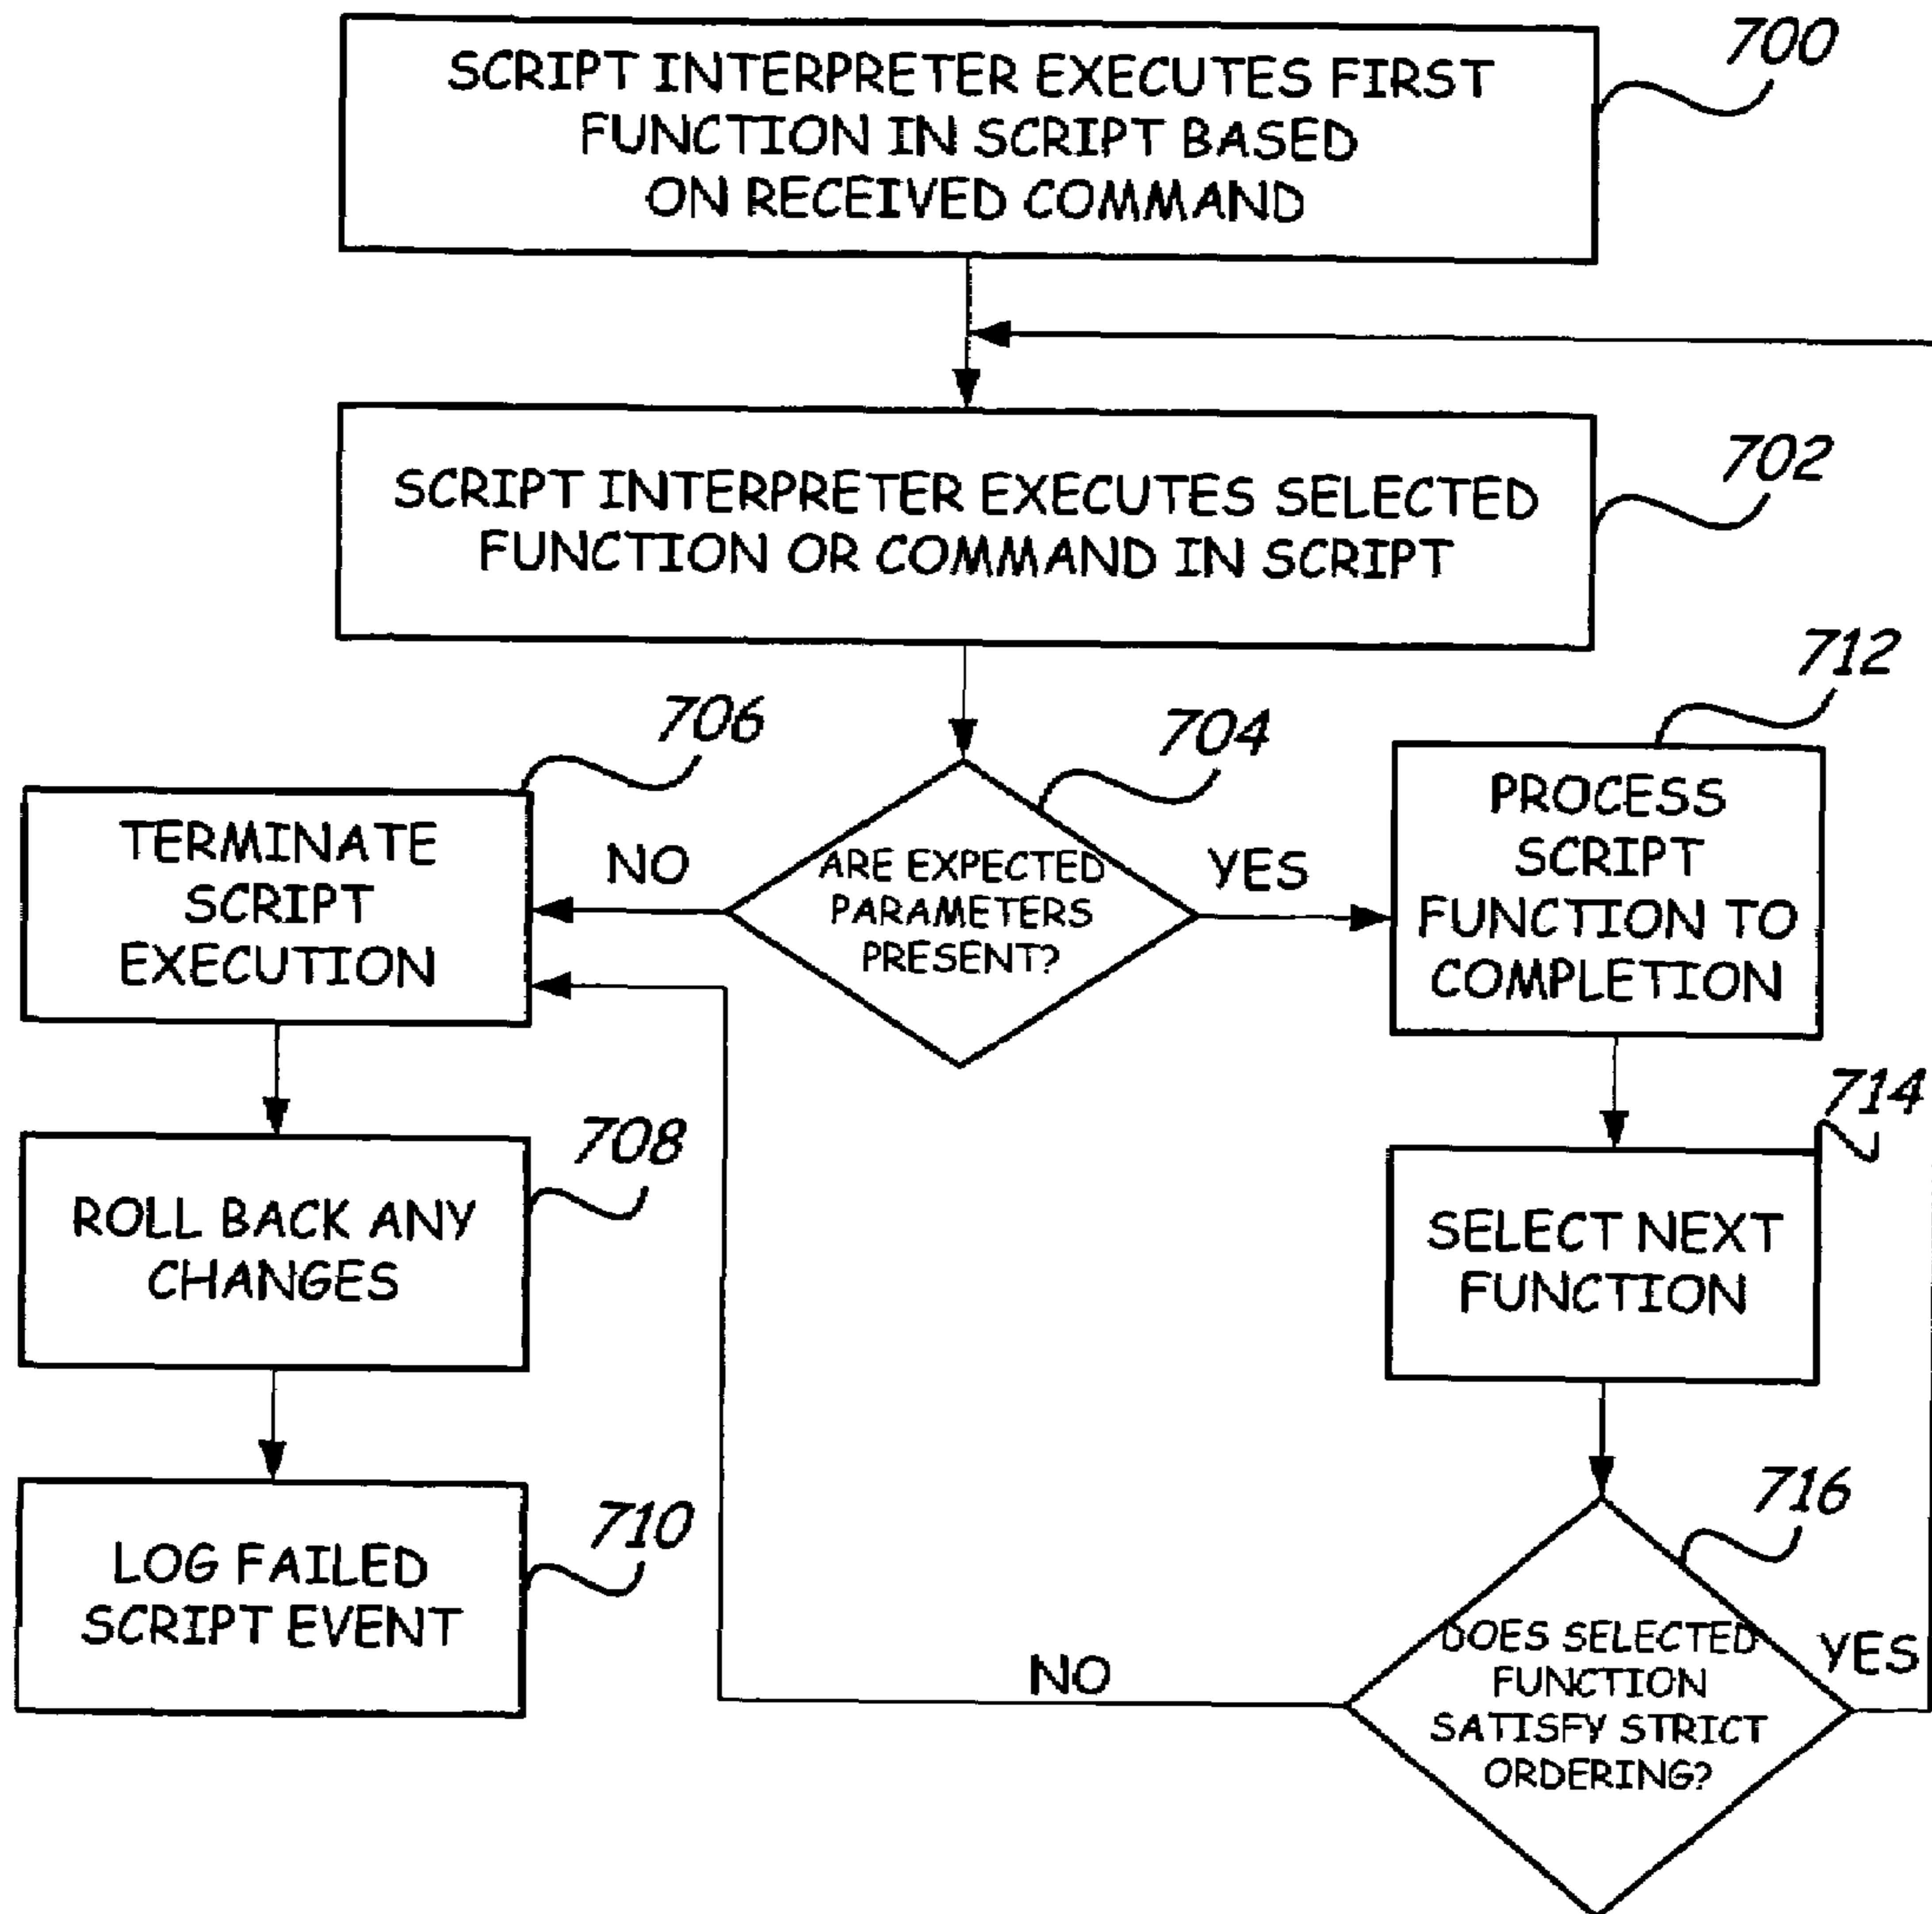 700
SCRIPT INTERPRETER EXECUTES FIRST
FUNCTION IN SCRIPT BASED
ON RECEIVED COMMAND
702
SCRIPT INTERPRETER EXECUTES SELECTED
FUNCTION OR COMMAND IN SCRIPT
706
TERMINATE
SCRIPT
EXECUTION
NO
704
ARE EXPECTED
PARAMETERS
PRESENT?
YES
712
PROCESS
SCRIPT
FUNCTION TO
COMPLETION
708
ROLL BACK ANY
CHANGES
714
SELECT NEXT
FUNCTION
710
LOG FAILED
SCRIPT EVENT
716
DOES SELECTED
FUNCTION
SATISFY STRICT
ORDERING?
NO
YES